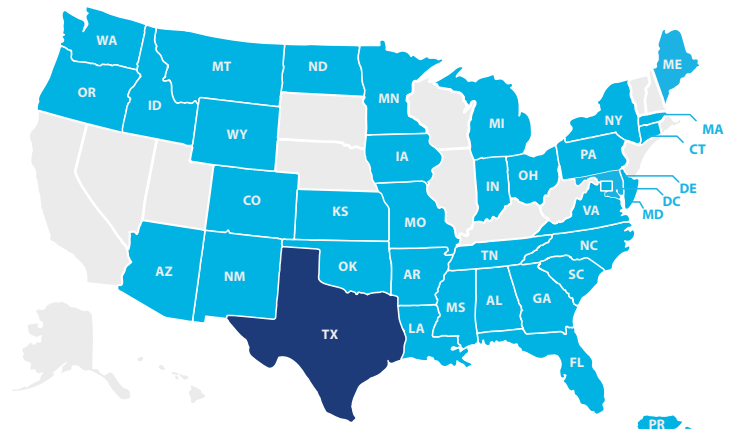 WA
MT
ND
ME
OR
ID
MN
NY
MI
MA
WY
CT
IA
PA
OH
IN
DE
CO
DC
KS
VA
MD
MO
NC
TN
OK
AZ
NM
AR
SC
GA
AL
MS
LA
TX
FL
PR